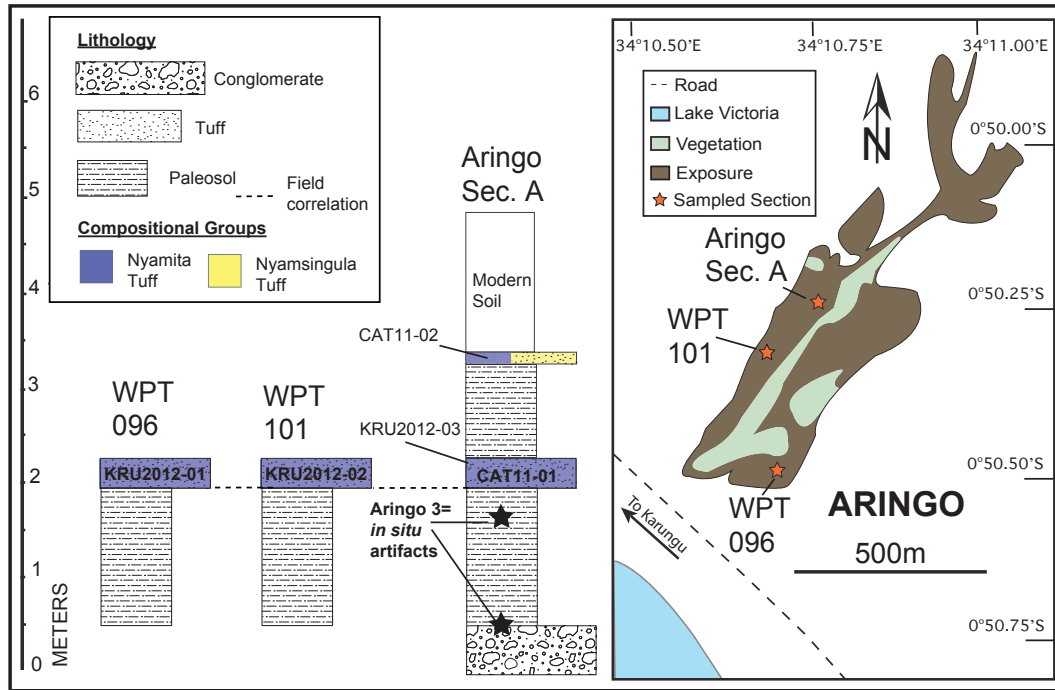 Lithology
Conglomerate
Tuff
Paleosol
Field
correlation
Compositional Groups
Nyamita
Tuff
Nyamsingula
Tuff
6
5
4
3
2
1
0
METERS
WPT
096
KRU2012-01
WPT
101
KRU2012-02
Aringo
Sec. A
Modern
Soil
CAT11-02
KRU2012-03
CAT11-01
Aringo 3=
in situ
artifacts
34°10.50'E
34°10.75'E
34°11.00'E
Road
Lake Victoria
Vegetation
Exposure
Sampled Section
N
0°50.00'S
0°50.25'S
0°50.50'S
0°50.75'S
Aringo
Sec. A
WPT
101
WPT
096
To Karungu
ARINGO
500m